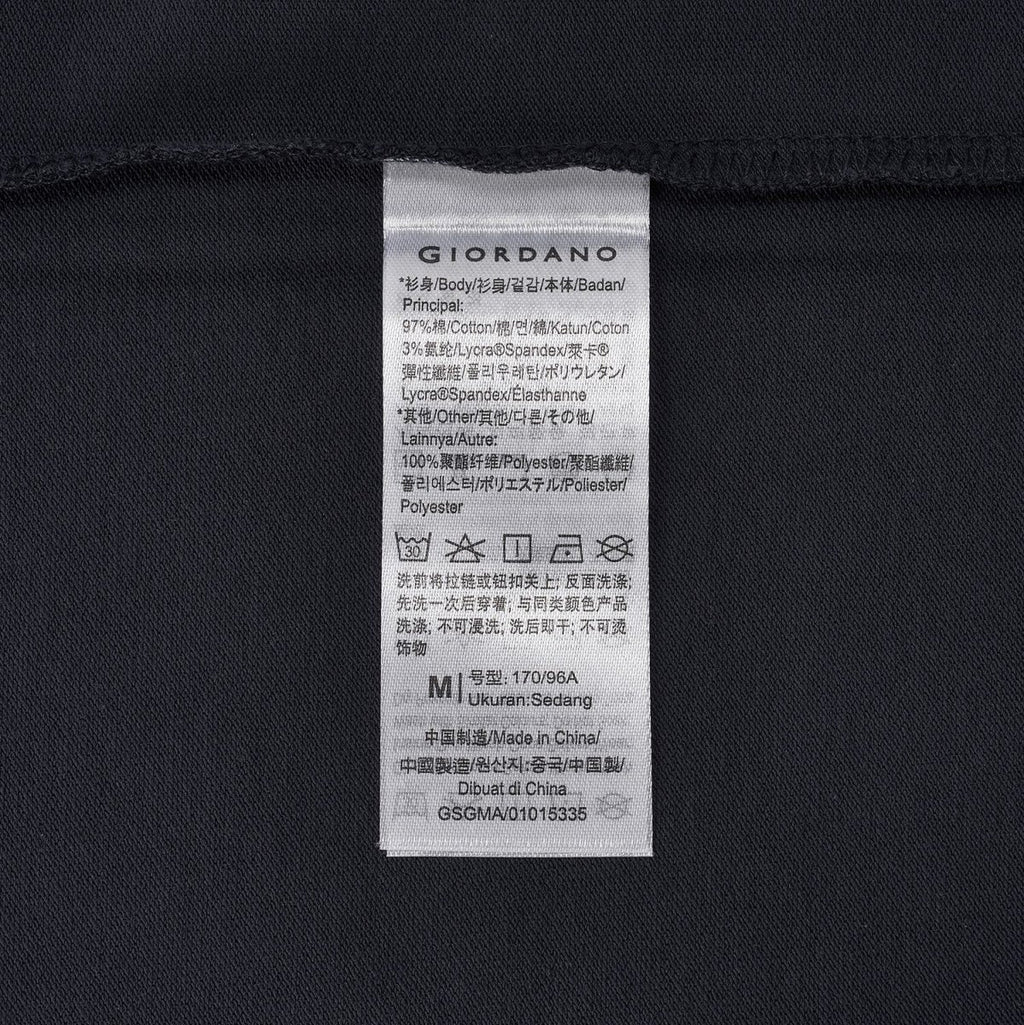 GIORDANO
*衫身/Body/衫身/겉감/本体/Badan/
Principal:
97%棉/Cotton/棉/면/綿/Katun/Coton
3%氨纶/Lycra®Spandex/萊卡®
彈性纖維/폴리우레탄/ポリウレタン/
Lycra®Spandex/Élasthanne
*其他/Other/其他/다른/その他/
Lainnya/Autre:
100%聚酯纤维/Polyester/聚酯纖維/
폴리에스터/ポリエステル/Poliester/
Polyester
30
洗前将拉链或钮扣关上; 反面洗涤;
先洗一次后穿着; 与同类颜色产品
洗涤; 不可浸洗; 洗后即干; 不可烫
饰物
M
号型: 170/96A
Ukuran:Sedang
中国制造/Made in China/
中國製造/원산지:중국/中国製/
Dibuat di China
GSGMA/01015335